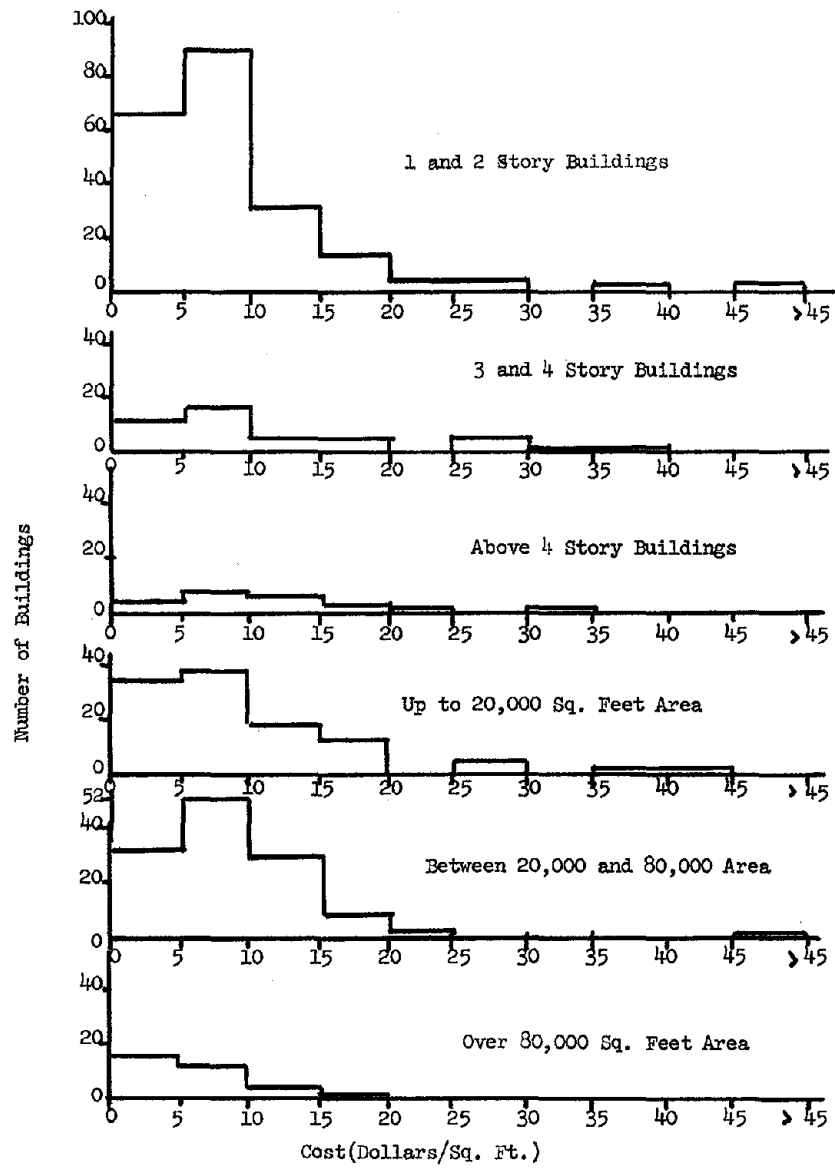 100
80
60
40
20
0
1 and 2 Story Buildings
0 5 10 15 20 25 30 35 40 45 >45
40
20
0
3 and 4 Story Buildings
0 5 10 15 20 25 30 35 40 45 >45
40
20
0
Above 4 Story Buildings
0 5 10 15 20 25 30 35 40 45 >45
Number of Buildings
40
20
0
Up to 20,000 Sq. Feet Area
0 5 10 15 20 25 30 35 40 45 >45
52
40
20
0
Between 20,000 and 80,000 Area
0 5 10 15 20 25 30 35 40 45 >45
40
20
0
Over 80,000 Sq. Feet Area
0 5 10 15 20 25 30 35 40 45 >45
Cost(Dollars/Sq. Ft.)